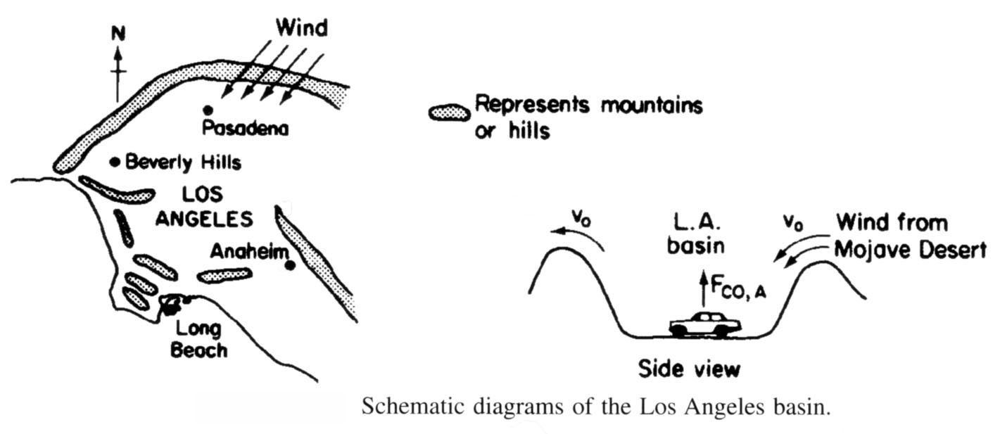 N
Wind
Pasadena
Beverly Hills
LOS
ANGELES
Anaheim
Long
Beach
Represents mountains
or hills
v₀
L.A.
basin
v₀
Wind from
Mojave Desert
F_CO, A
Side view
Schematic diagrams of the Los Angeles basin.